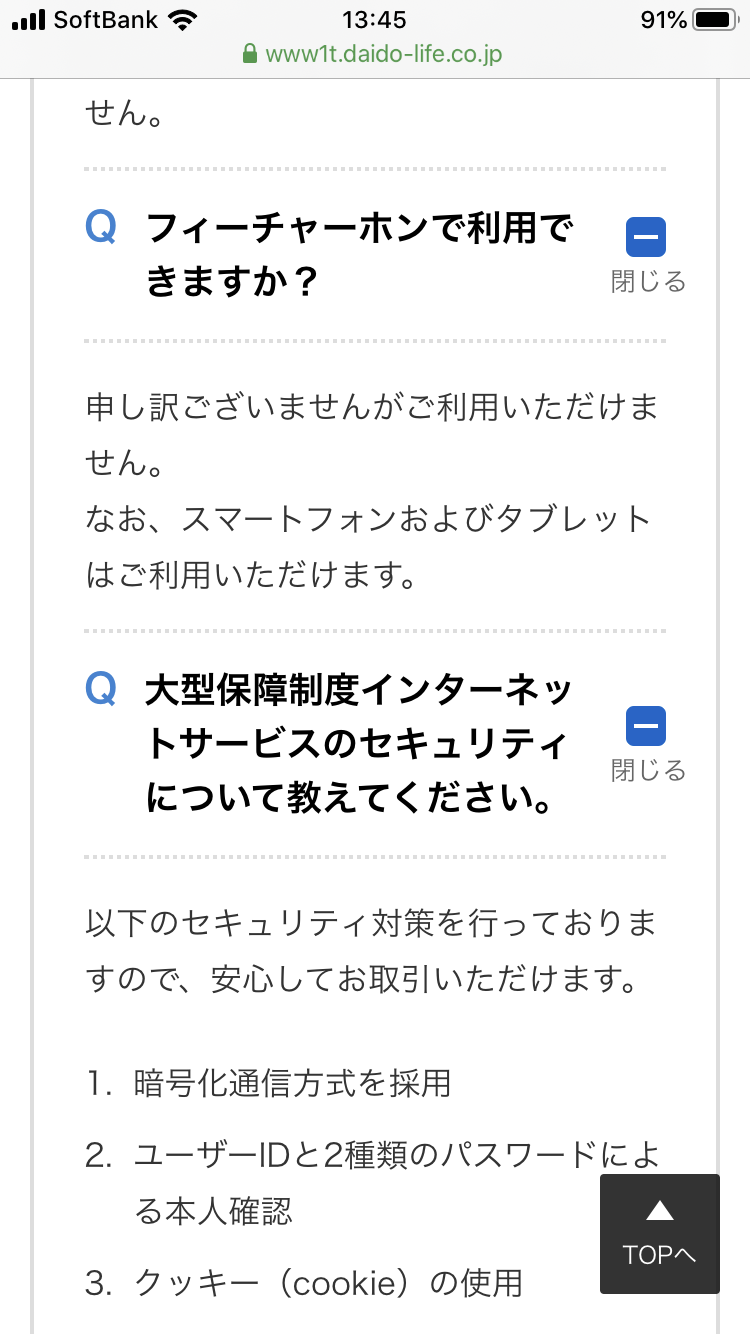 SoftBank 13:45 91%
www1t.daido-life.co.jp
せん。
Q フィーチャーホンで利用で
きますか？
閉じる
申し訳ございませんがご利用いただけま
せん。
なお、スマートフォンおよびタブレット
はご利用いただけます。
Q 大型保障制度インターネッ
トサービスのセキュリティ
について教えてください。
閉じる
以下のセキュリティ対策を行っておりま
すので、安心してお取引いただけます。
1. 暗号化通信方式を採用
2. ユーザーIDと2種類のパスワードによ
る本人確認
3. クッキー（cookie）の使用
TOPへ